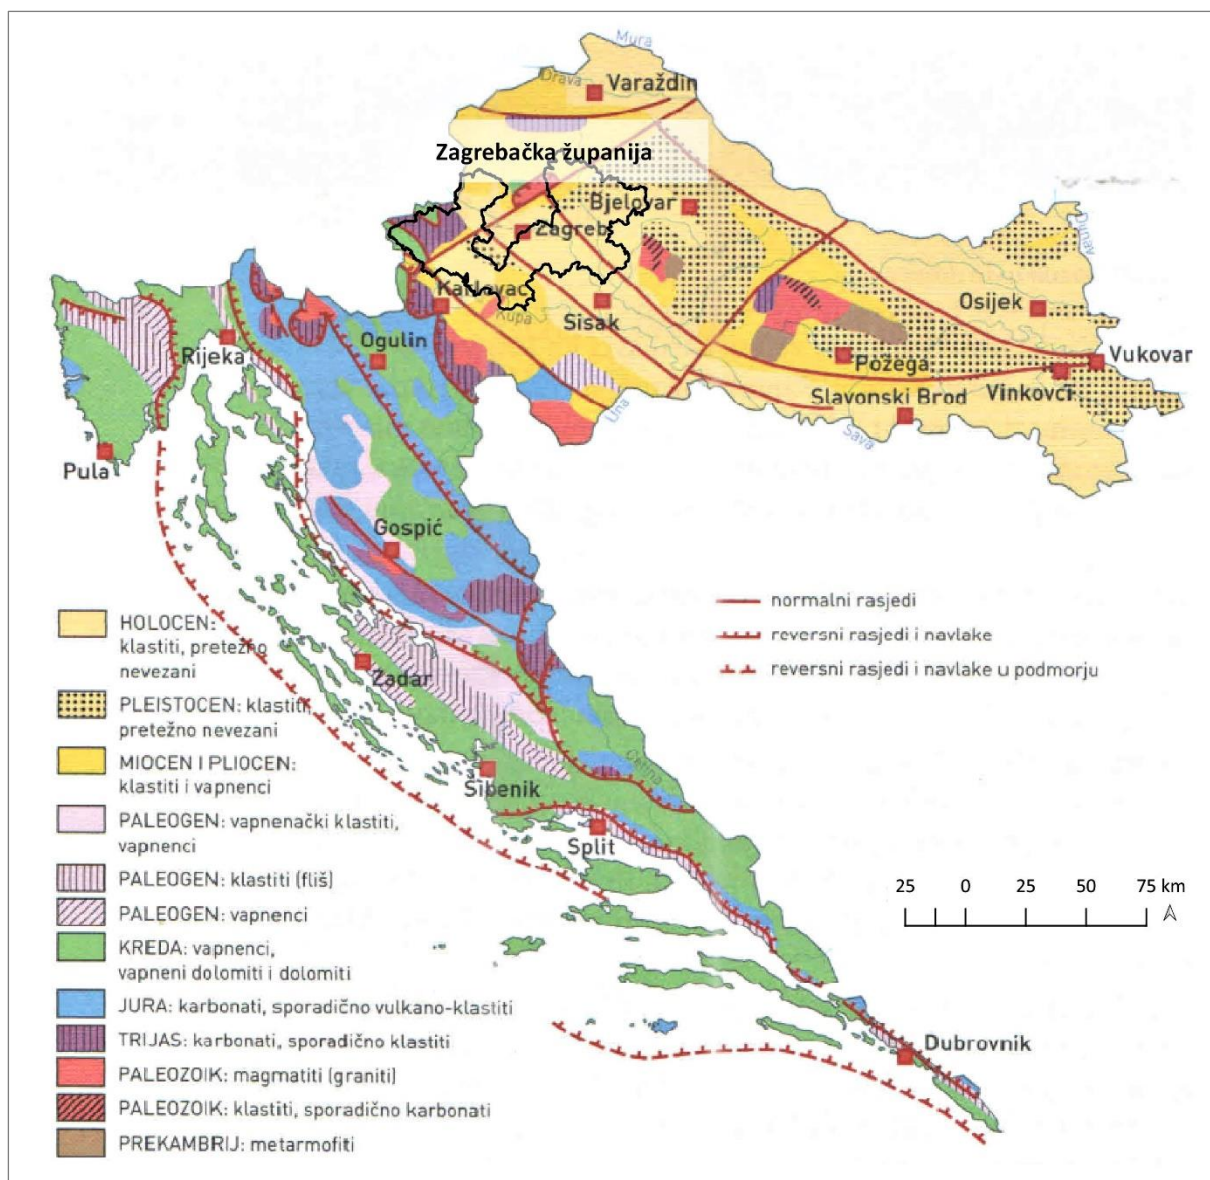 Mura
Drava
Varaždin
Zagrebačka županija
Bjelovar
Zagreb
Dunav
Karlovac
Kupa
Sisak
Osijek
Ogulin
Rijeka
Požega
Vukovar
Vinkovci
Slavonski Brod
Una
Sava
Pula
Gospić
normalni rasjedi
reversni rasjedi i navlake
reversni rasjedi i navlake u podmorju
Zadar
Cetina
Šibenik
Split
Dubrovnik
HOLOCEN:
klastiti, pretežno
nevezani
PLEISTOCEN: klastiti,
pretežno nevezani
MIOCEN I PLIOCEN:
klastiti i vapnenci
PALEOGEN: vapnenački klastiti,
vapnenci
PALEOGEN: klastiti (fliš)
PALEOGEN: vapnenci
KREDA: vapnenci,
vapneni dolomiti i dolomiti
JURA: karbonati, sporadično vulkano-klastiti
TRIJAS: karbonati, sporadično klastiti
PALEOZOIK: magmatiti (graniti)
PALEOZOIK: klastiti, sporadično karbonati
PREKAMBRIJ: metarmofiti
25 0 25 50 75 km